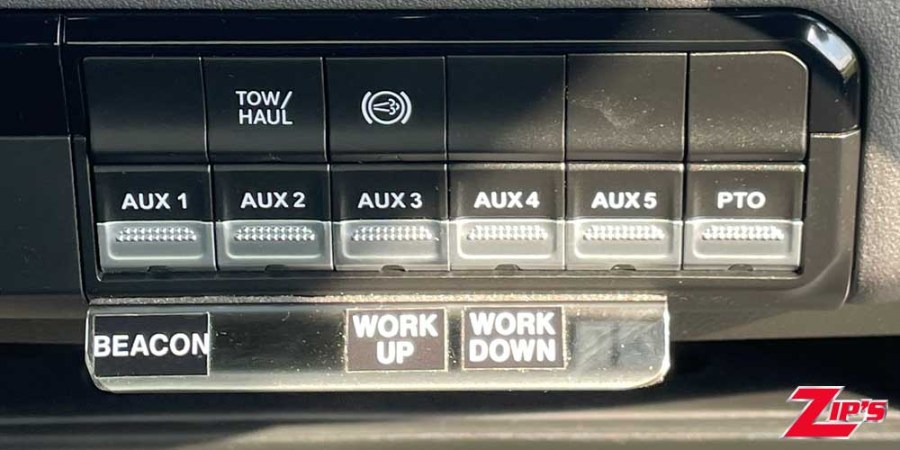 TOW/
HAUL
AUX 1 AUX 2 AUX 3 AUX 4 AUX 5 PTO
BEACON WORK UP WORK DOWN
ZIP'S